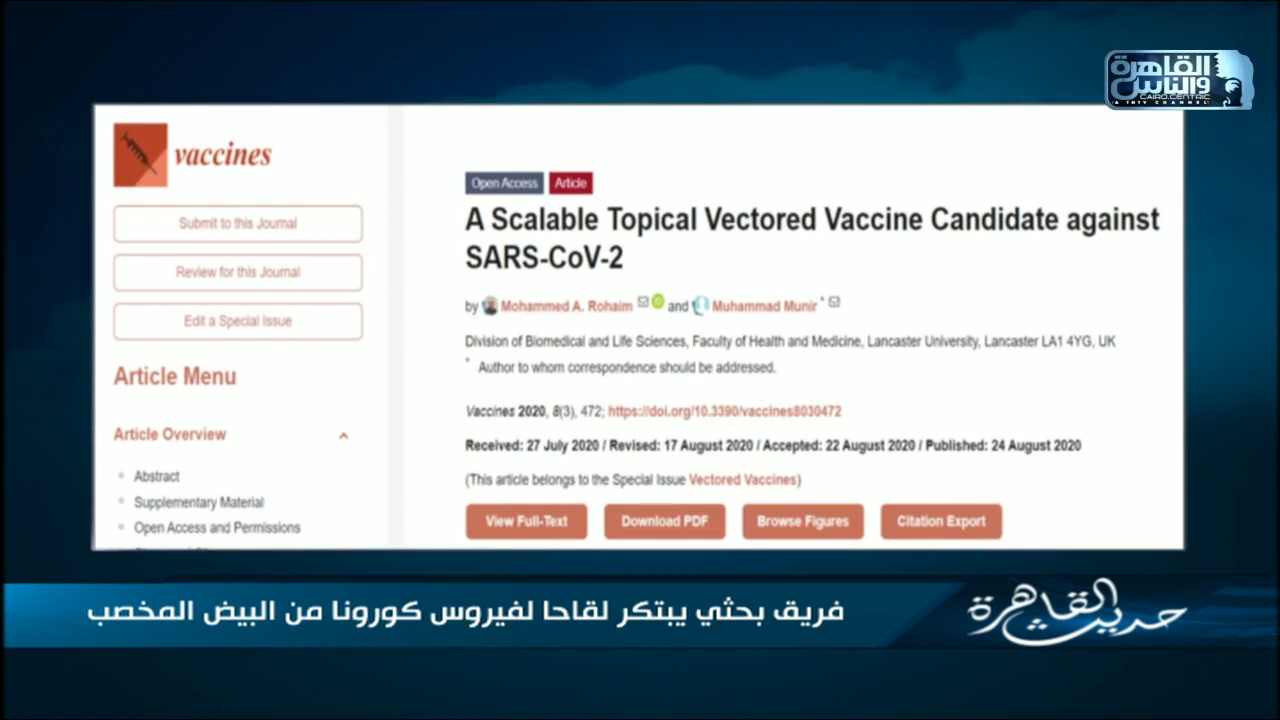 القاهرة
والناس
CAIRO.CENTRIC
A TNTV CHANNEL
vaccines
Submit to this Journal
Review for this Journal
Edit a Special Issue
Article Menu
Article Overview
Abstract
Supplementary Material
Open Access and Permissions
Open Access Article
A Scalable Topical Vectored Vaccine Candidate against
SARS-CoV-2
by Mohammed A. Rohaim and Muhammad Munir *
Division of Biomedical and Life Sciences, Faculty of Health and Medicine, Lancaster University, Lancaster LA1 4YG, UK
* Author to whom correspondence should be addressed.
Vaccines 2020, 8(3), 472; https://doi.org/10.3390/vaccines8030472
Received: 27 July 2020 / Revised: 17 August 2020 / Accepted: 22 August 2020 / Published: 24 August 2020
(This article belongs to the Special Issue Vectored Vaccines)
View Full-Text Download PDF Browse Figures Citation Export
فريق بحثي يبتكر لقاحا لفيروس كورونا من البيض المخصب
حديث القاهرة